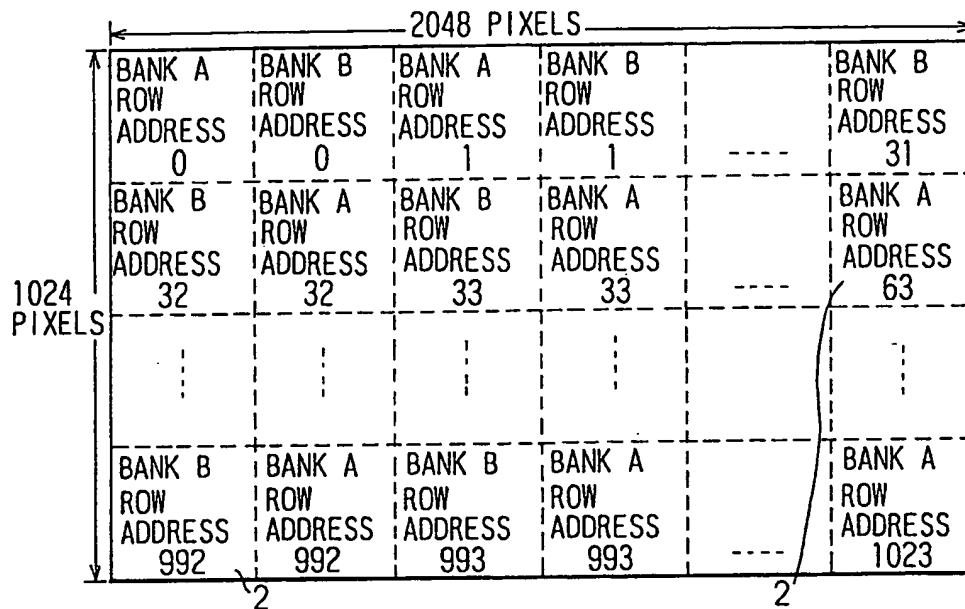 2048 PIXELS
BANK A
ROW
ADDRESS
0
BANK B
ROW
ADDRESS
0
BANK A
ROW
ADDRESS
1
BANK B
ROW
ADDRESS
1
BANK B
ROW
ADDRESS
31
1024
PIXELS
BANK B
ROW
ADDRESS
32
BANK A
ROW
ADDRESS
32
BANK B
ROW
ADDRESS
33
BANK A
ROW
ADDRESS
33
BANK A
ROW
ADDRESS
63
BANK B
ROW
ADDRESS
992
BANK A
ROW
ADDRESS
992
BANK B
ROW
ADDRESS
993
BANK A
ROW
ADDRESS
993
BANK A
ROW
ADDRESS
1023
2
2